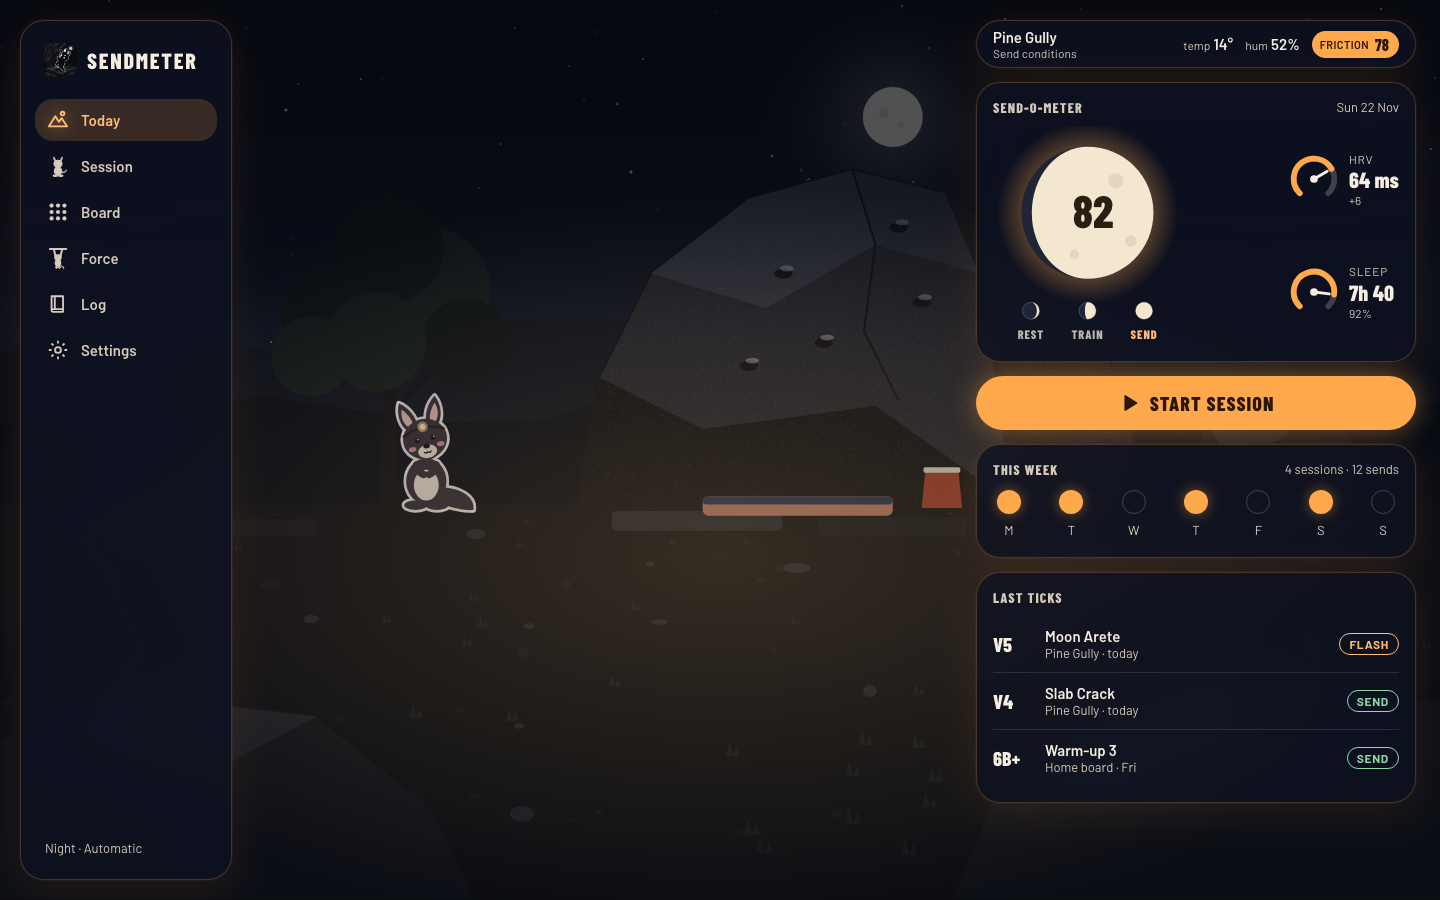 SENDMETER
Today
Session
Board
Force
Log
Settings
Night · Automatic
Pine Gully
Send conditions
temp 14° hum 52% FRICTION 78
SEND-O-METER Sun 22 Nov
82
HRV
64 ms
+6
SLEEP
7h 40
92%
REST TRAIN SEND
START SESSION
THIS WEEK 4 sessions · 12 sends
M T W T F S S
LAST TICKS
V5 Moon Arete FLASH
Pine Gully · today
V4 Slab Crack SEND
Pine Gully · today
6B+ Warm-up 3 SEND
Home board · Fri